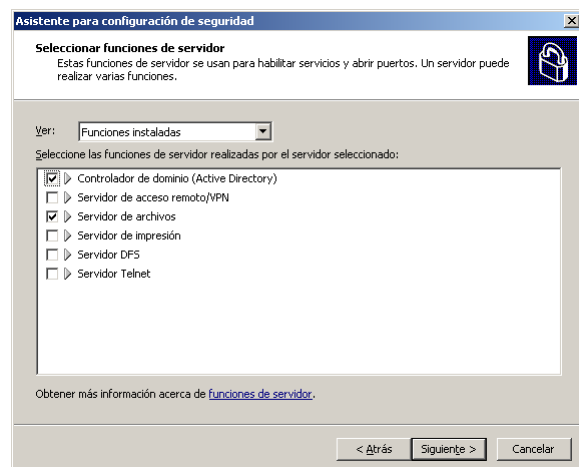 Asistente para configuración de seguridad
Seleccionar funciones de servidor
Estas funciones de servidor se usan para habilitar servicios y abrir puertos. Un servidor puede
realizar varias funciones.
Ver: Funciones instaladas
Seleccione las funciones de servidor realizadas por el servidor seleccionado:
Controlador de dominio (Active Directory)
Servidor de acceso remoto/VPN
Servidor de archivos
Servidor de impresión
Servidor DFS
Servidor Telnet
Obtener más información acerca de funciones de servidor.
< Atrás Siguiente > Cancelar